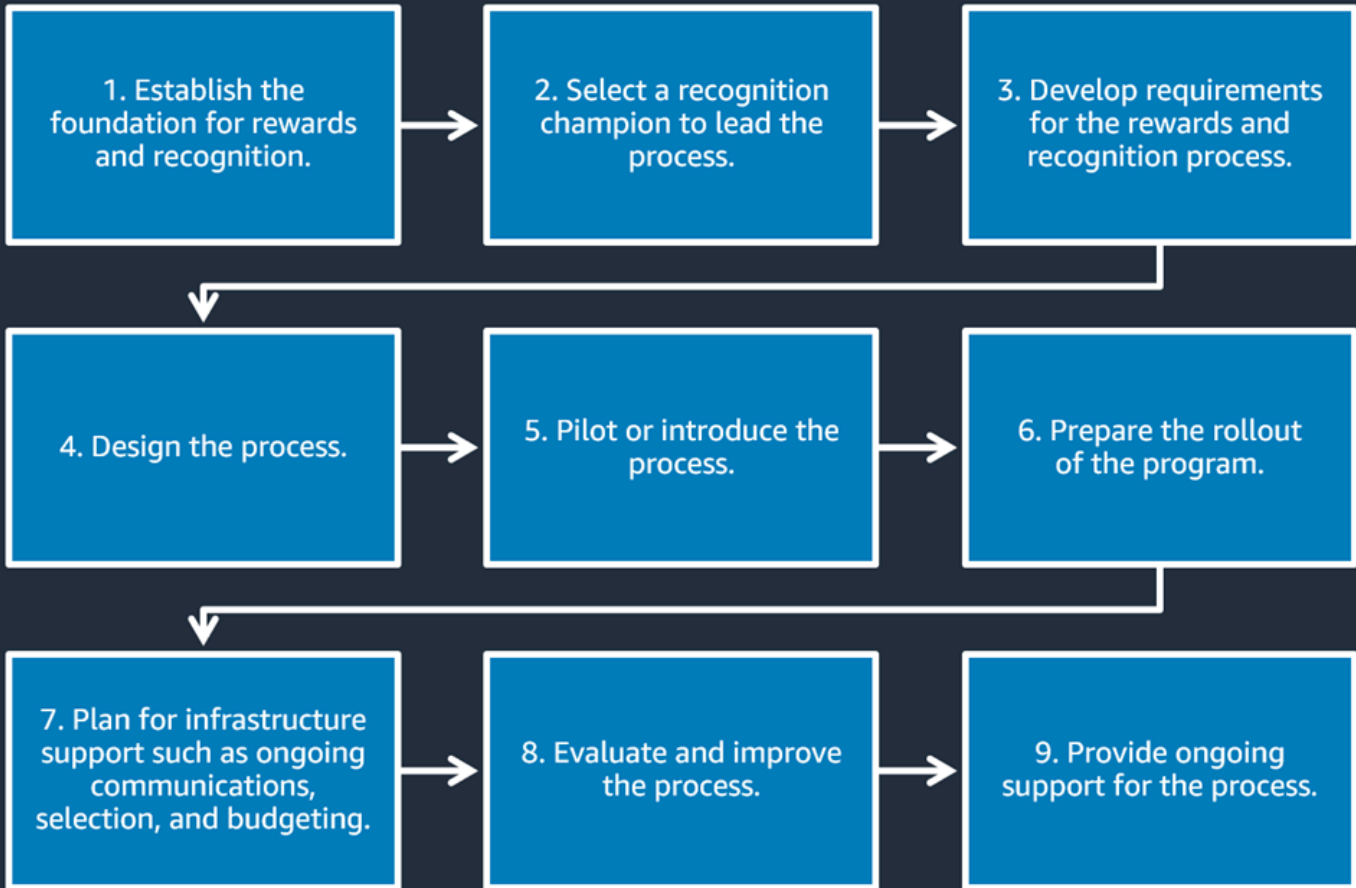 1. Establish the
foundation for rewards
and recognition.
2. Select a recognition
champion to lead the
process.
3. Develop requirements
for the rewards and
recognition process.
4. Design the process.
5. Pilot or introduce the
process.
6. Prepare the rollout
of the program.
7. Plan for infrastructure
support such as ongoing
communications,
selection, and budgeting.
8. Evaluate and improve
the process.
9. Provide ongoing
support for the process.